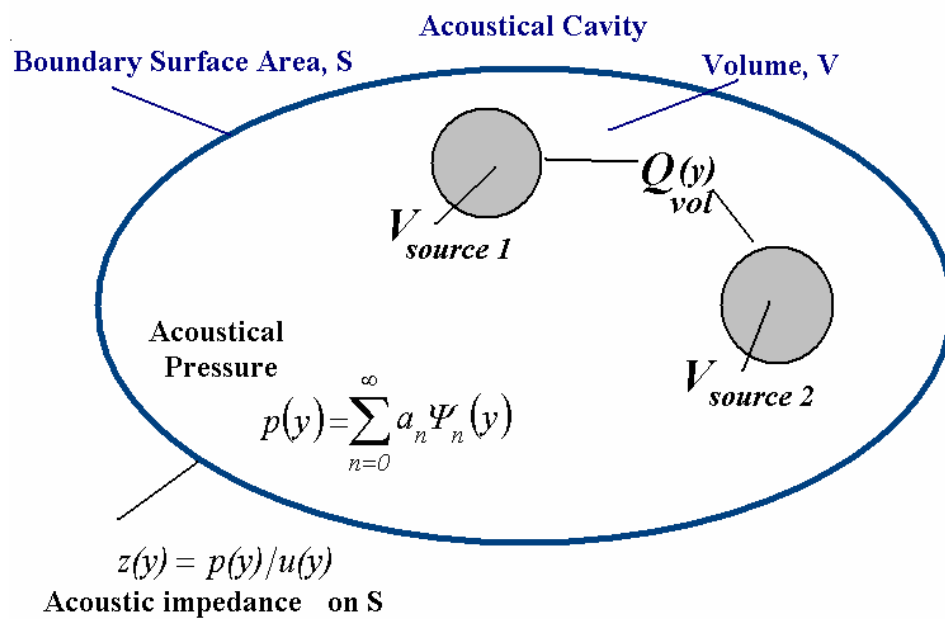 Acoustical Cavity
Boundary Surface Area, S
Volume, V
Q(y)
vol
V source 1
Acoustical
Pressure
V source 2
p(y)=∑_{n=0}^{∞} a_n Ψ_n(y)
z(y) = p(y)/u(y)
Acoustic impedance on S